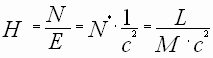 H = N/E = N* · 1/c² = L/(M · c²)